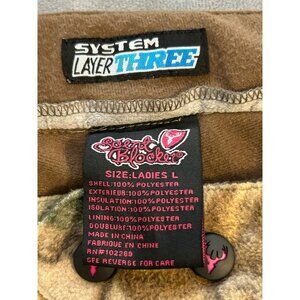 SYSTEM
LAYER THREE
Scent
Blocker
SIZE:LADIES L
SHELL:100% POLYESTER
EXTERIEUR:100% POLYESTER
INSULATION:100% POLYESTER
ISOLATION:100% POLYESTER
LINING:100% POLYESTER
DOUBLURE:100% POLYESTER
MADE IN CHINA
FABRIQUE EN CHINE
RN#102289
SEE REVERSE FOR CARE